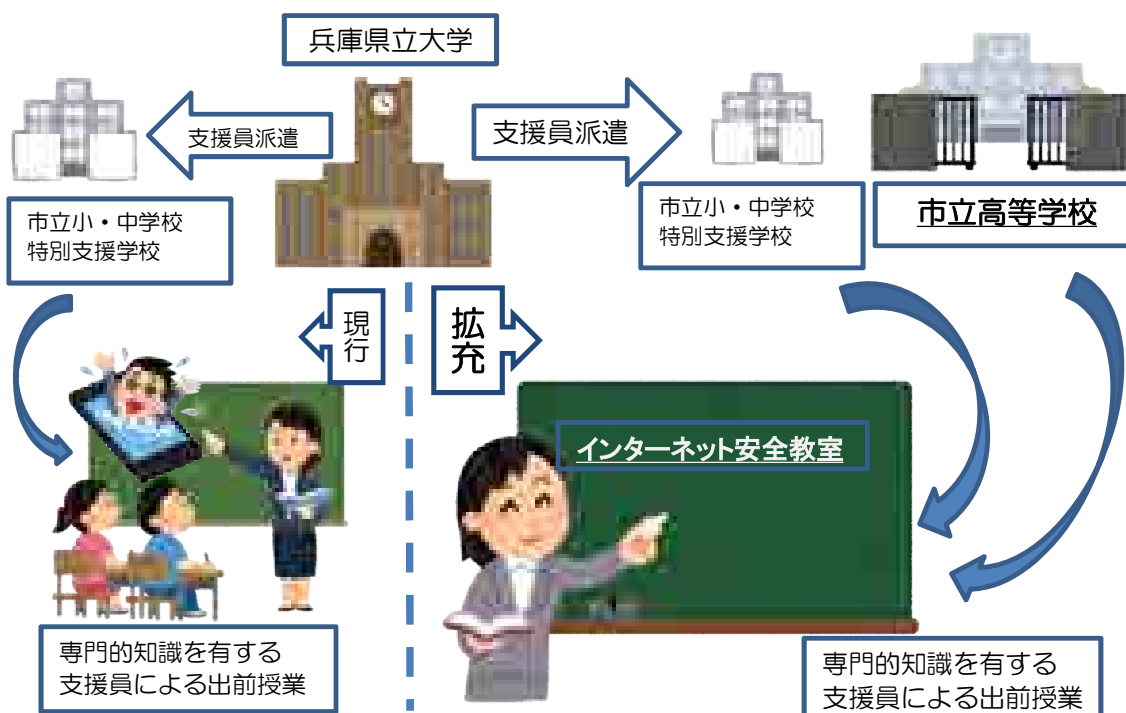 兵庫県立大学
支援員派遣
支援員派遣
市立小・中学校
特別支援学校
市立小・中学校
特別支援学校
市立高等学校
現行
拡充
インターネット安全教室
専門的知識を有する
支援員による出前授業
専門的知識を有する
支援員による出前授業